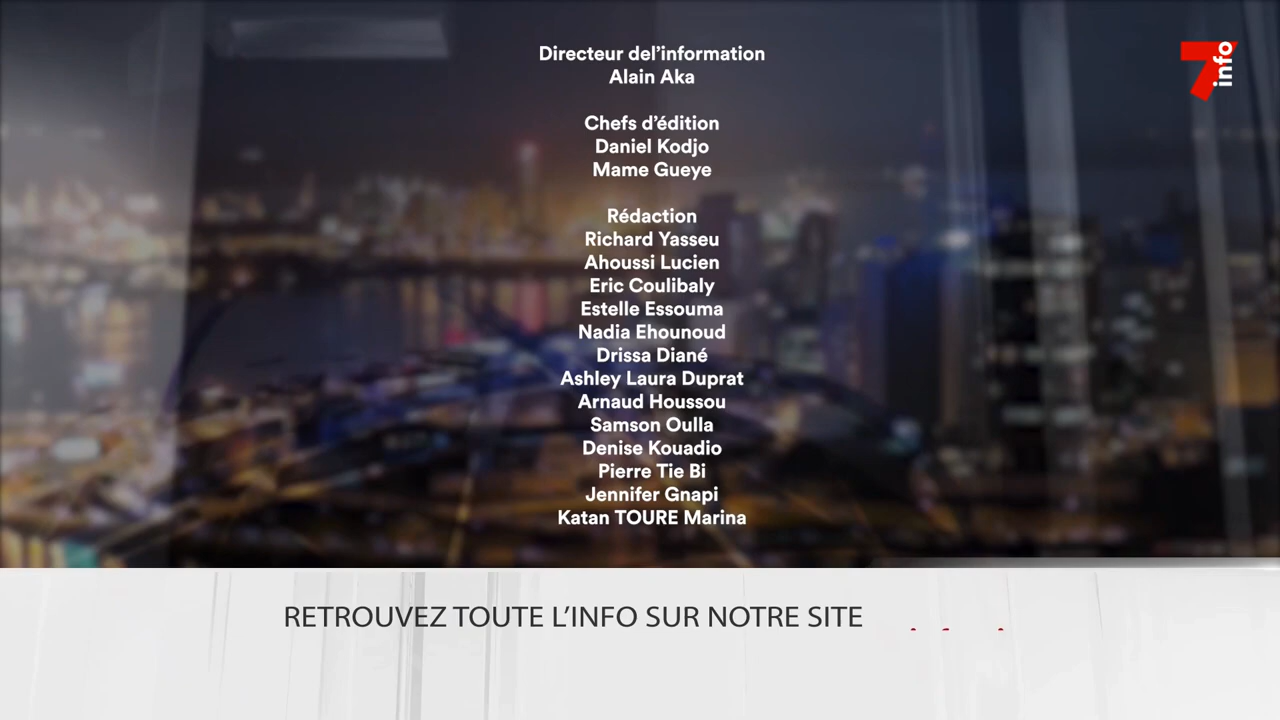 Directeur del’information
Alain Aka
Chefs d’édition
Daniel Kodjo
Mame Gueye
Rédaction
Richard Yasseu
Ahoussi Lucien
Eric Coulibaly
Estelle Essouma
Nadia Ehounoud
Drissa Diané
Ashley Laura Duprat
Arnaud Houssou
Samson Oulla
Denise Kouadio
Pierre Tie Bi
Jennifer Gnapi
Katan TOURE Marina
7 info
RETROUVEZ TOUTE L’INFO SUR NOTRE SITE